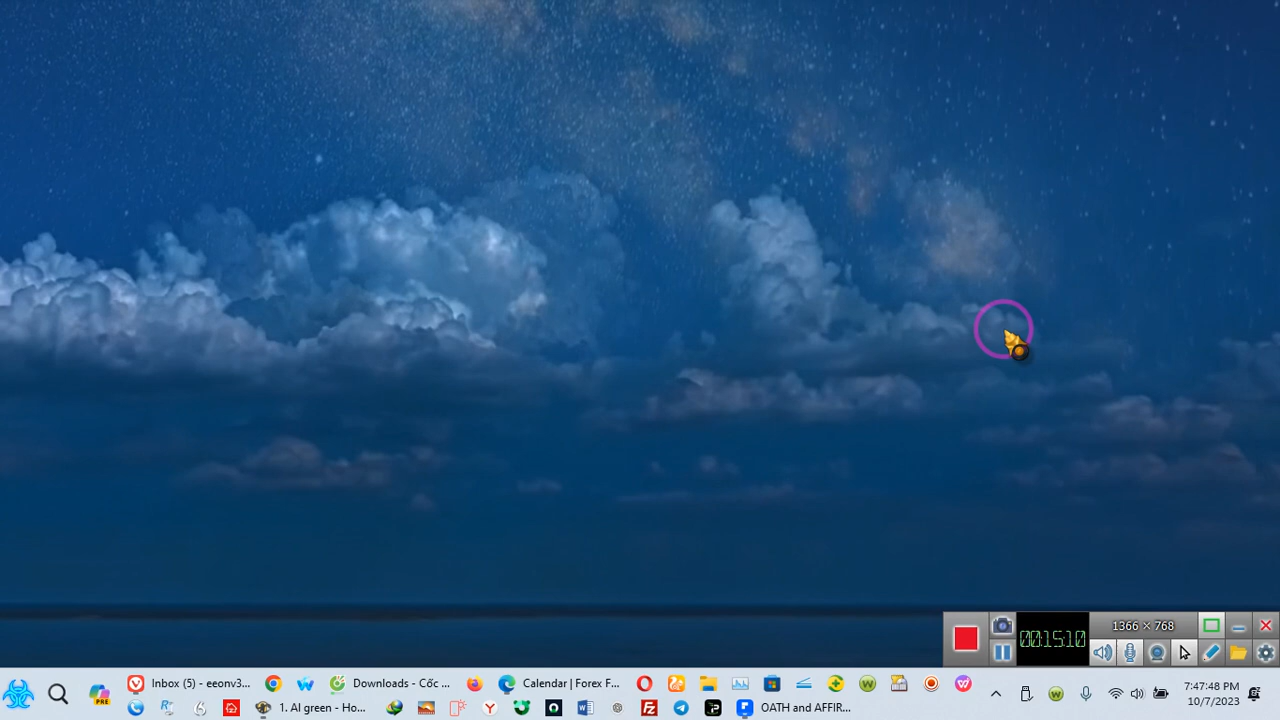 1366 × 768
00:15:10
Inbox (5) - eeonv3...
Downloads - Cốc ...
Calendar | Forex F...
PRE
1. AI green - Ho...
OATH and AFFIR...
7:47:48 PM
10/7/2023